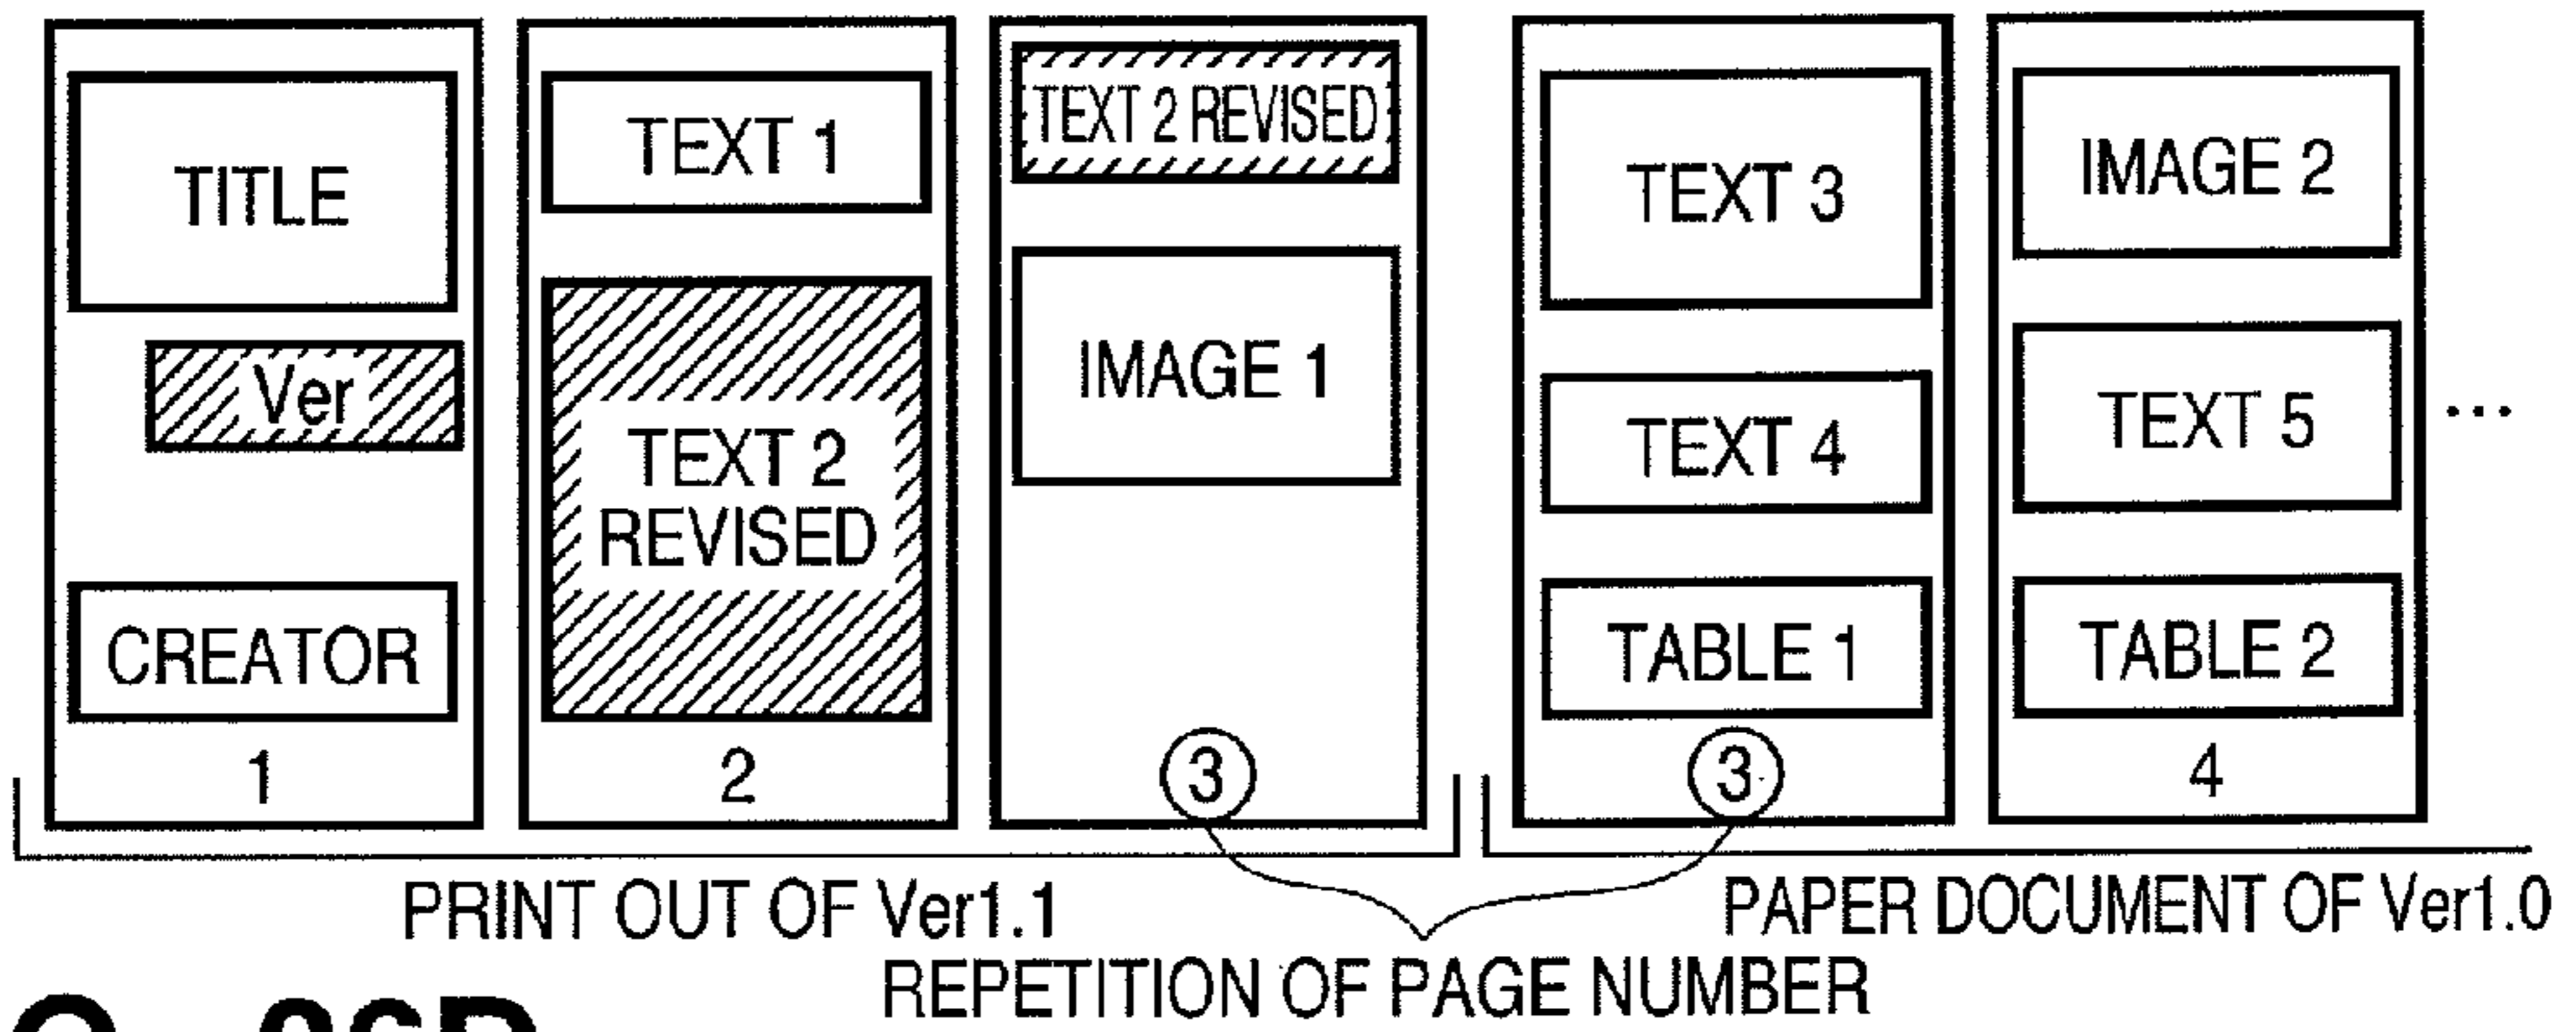 TITLE
Ver
CREATOR
1
TEXT 1
TEXT 2
REVISED
2
TEXT 2 REVISED
IMAGE 1
3
TEXT 3
TEXT 4
TABLE 1
3
IMAGE 2
TEXT 5
TABLE 2
4
...
PRINT OUT OF Ver1.1
PAPER DOCUMENT OF Ver1.0
REPETITION OF PAGE NUMBER